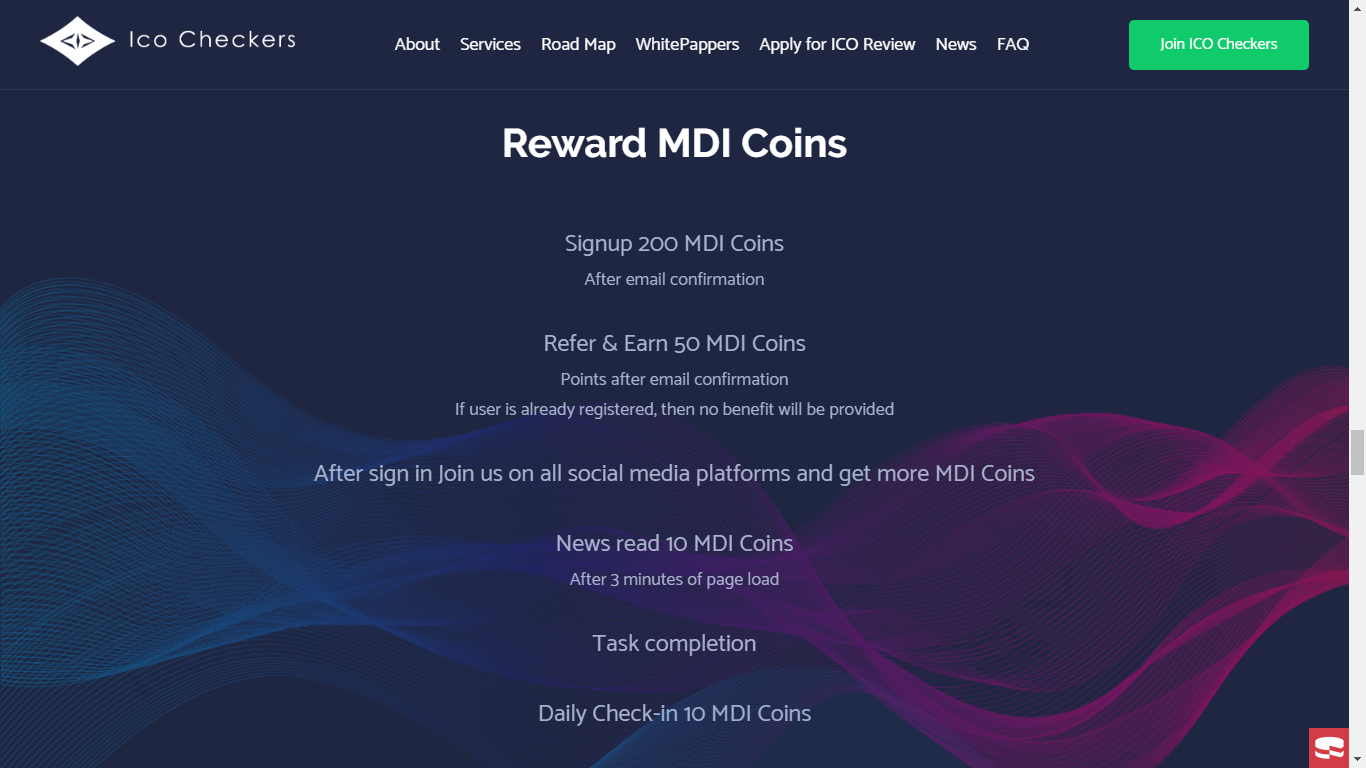 Ico Checkers
About Services Road Map WhitePappers Apply for ICO Review News FAQ
Join ICO Checkers
Reward MDI Coins
Signup 200 MDI Coins
After email confirmation
Refer & Earn 50 MDI Coins
Points after email confirmation
If user is already registered, then no benefit will be provided
After sign in Join us on all social media platforms and get more MDI Coins
News read 10 MDI Coins
After 3 minutes of page load
Task completion
Daily Check-in 10 MDI Coins